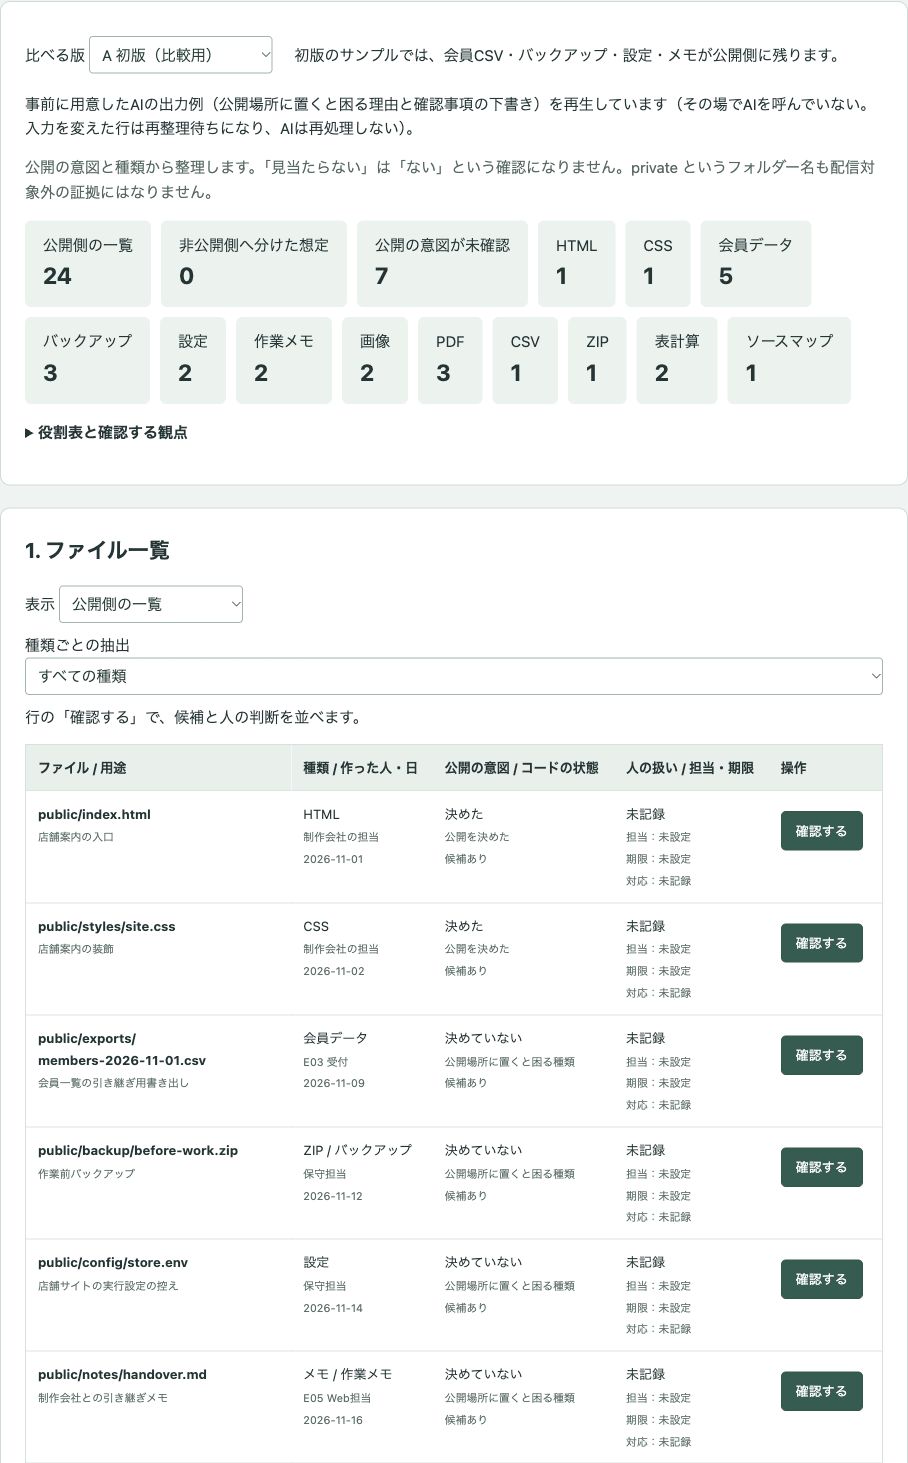 比べる版 A 初版（比較用） 初版のサンプルでは、会員CSV・バックアップ・設定・メモが公開側に残ります。
事前に用意したAIの出力例（公開場所に置くと困る理由と確認事項の下書き）を再生しています（その場でAIを呼んでいない。
入力を変えた行は再整理待ちになり、AIは再処理しない）。
公開の意図と種類から整理します。「見当たらない」は「ない」という確認になりません。private というフォルダー名も配信対
象外の証拠にはなりません。
公開側の一覧 非公開側へ分けた想定 公開の意図が未確認 HTML CSS 会員データ
24 0 7 1 1 5
バックアップ 設定 作業メモ 画像 PDF CSV ZIP 表計算 ソースマップ
3 2 2 2 3 1 1 2 1
▶ 役割表と確認する観点
1. ファイル一覧
表示 公開側の一覧
種類ごとの抽出
すべての種類
行の「確認する」で、候補と人の判断を並べます。
ファイル / 用途 種類 / 作った人・日 公開の意図 / コードの状態 人の扱い / 担当・期限 操作
public/index.html HTML 決めた 未記録 確認する
店舗案内の入口 制作会社の担当 公開を決めた 担当：未設定
2026-11-01 候補あり 期限：未設定
対応：未記録
public/styles/site.css CSS 決めた 未記録 確認する
店舗案内の装飾 制作会社の担当 公開を決めた 担当：未設定
2026-11-02 候補あり 期限：未設定
対応：未記録
public/exports/ 会員データ 決めていない 未記録 確認する
members-2026-11-01.csv E03 受付 公開場所に置くと困る種類 担当：未設定
会員一覧の引き継ぎ用書き出し 2026-11-09 候補あり 期限：未設定
対応：未記録
public/backup/before-work.zip ZIP / バックアップ 決めていない 未記録 確認する
作業前バックアップ 保守担当 公開場所に置くと困る種類 担当：未設定
2026-11-12 候補あり 期限：未設定
対応：未記録
public/config/store.env 設定 決めていない 未記録 確認する
店舗サイトの実行設定の控え 保守担当 公開場所に置くと困る種類 担当：未設定
2026-11-14 候補あり 期限：未設定
対応：未記録
public/notes/handover.md メモ / 作業メモ 決めていない 未記録 確認する
制作会社との引き継ぎメモ E05 Web担当 公開場所に置くと困る種類 担当：未設定
2026-11-16 候補あり 期限：未設定
対応：未記録